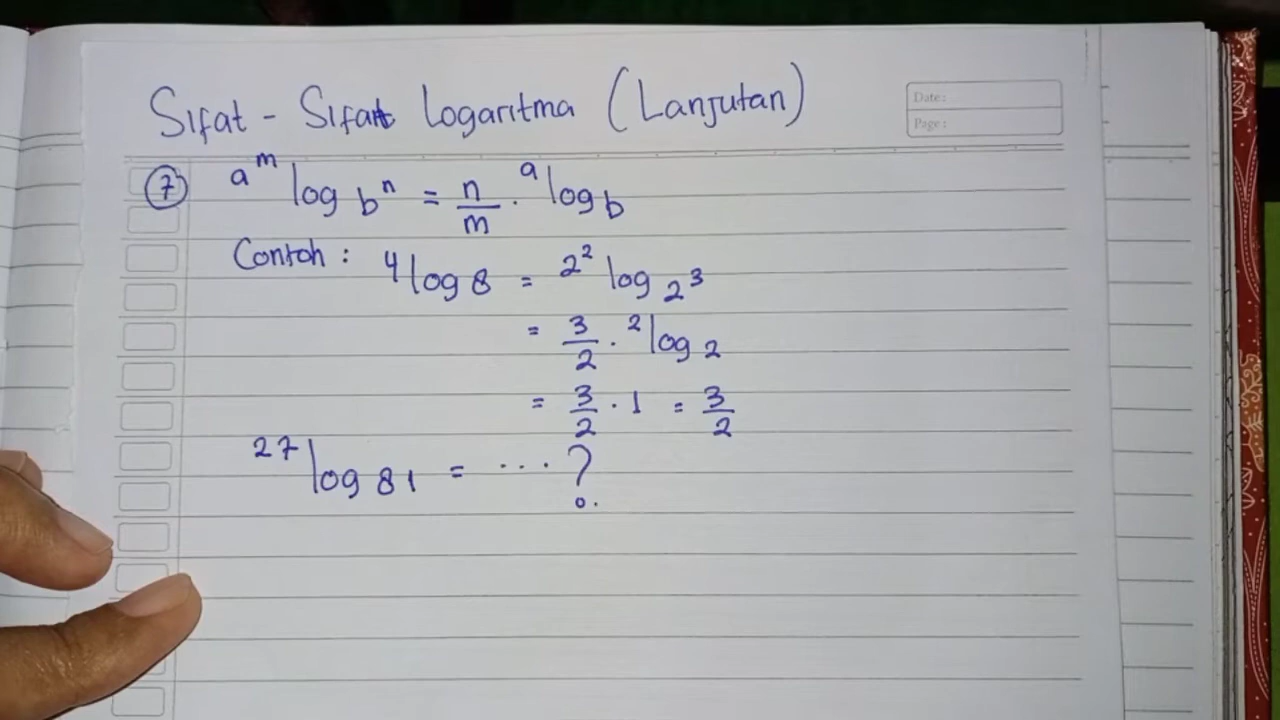 Sifat - Sifat Logaritma (Lanjutan)
Date:
Page:
⑦ a^m log b^n = n/m . ^a log b
Contoh : ^4 log 8 = 2^2 log 2^3
= 3/2 . ^2 log 2
= 3/2 . 1 = 3/2
^27 log 81 = ... ?